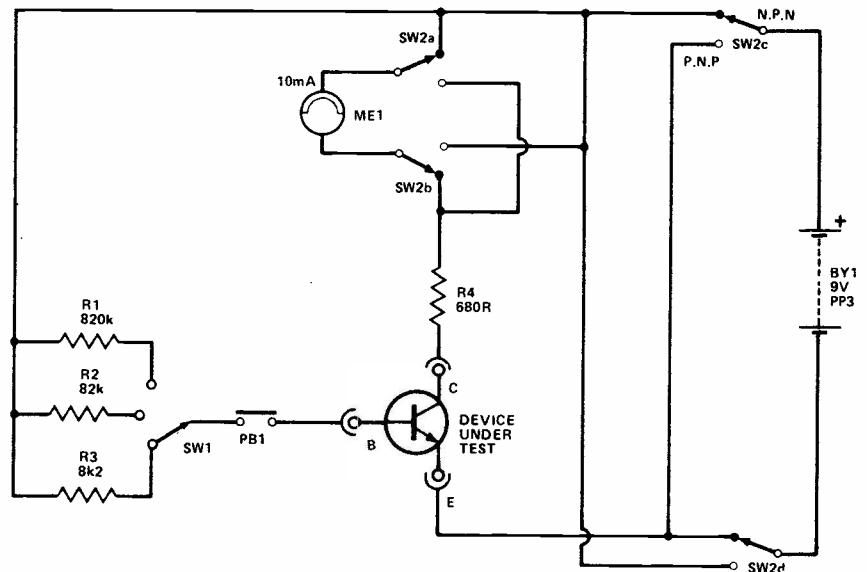 N.P.N
SW2c
P.N.P
SW2a
10mA
ME1
SW2b
+
BY1
9V
PP3
R4
680R
R1
820k
R2
82k
R3
8k2
SW1
PB1
B
C
DEVICE
UNDER
TEST
E
SW2d